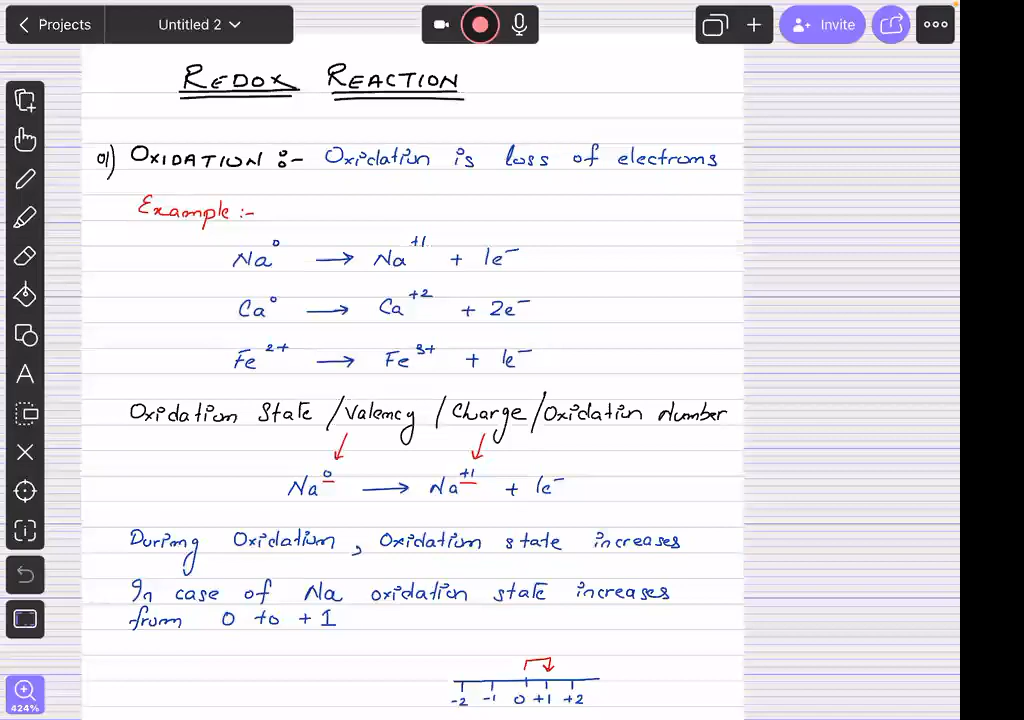 Projects Untitled 2 Invite
REDOX REACTION
01) OXIDATION :- Oxidation is loss of electrons
Example :-
Na⁰ → Na⁺¹ + 1e⁻
Ca⁰ → Ca⁺² + 2e⁻
Fe²⁺ → Fe³⁺ + 1e⁻
Oxidation State / Valency / Charge / Oxidation Number
Na⁰ → Na⁺¹ + 1e⁻
During Oxidation, Oxidation state increases
In case of Na oxidation state increases
from 0 to +1
-2 -1 0 +1 +2
424%